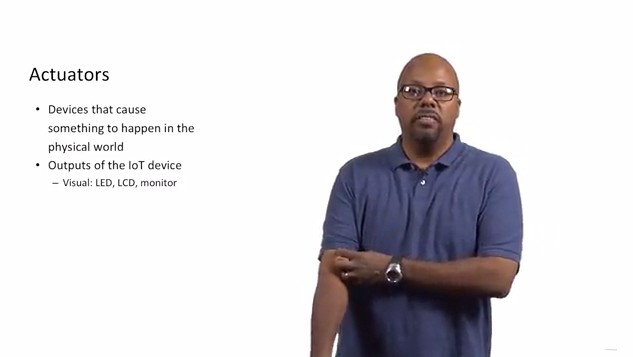 Actuators
• Devices that cause
something to happen in the
physical world
• Outputs of the IoT device
– Visual: LED, LCD, monitor